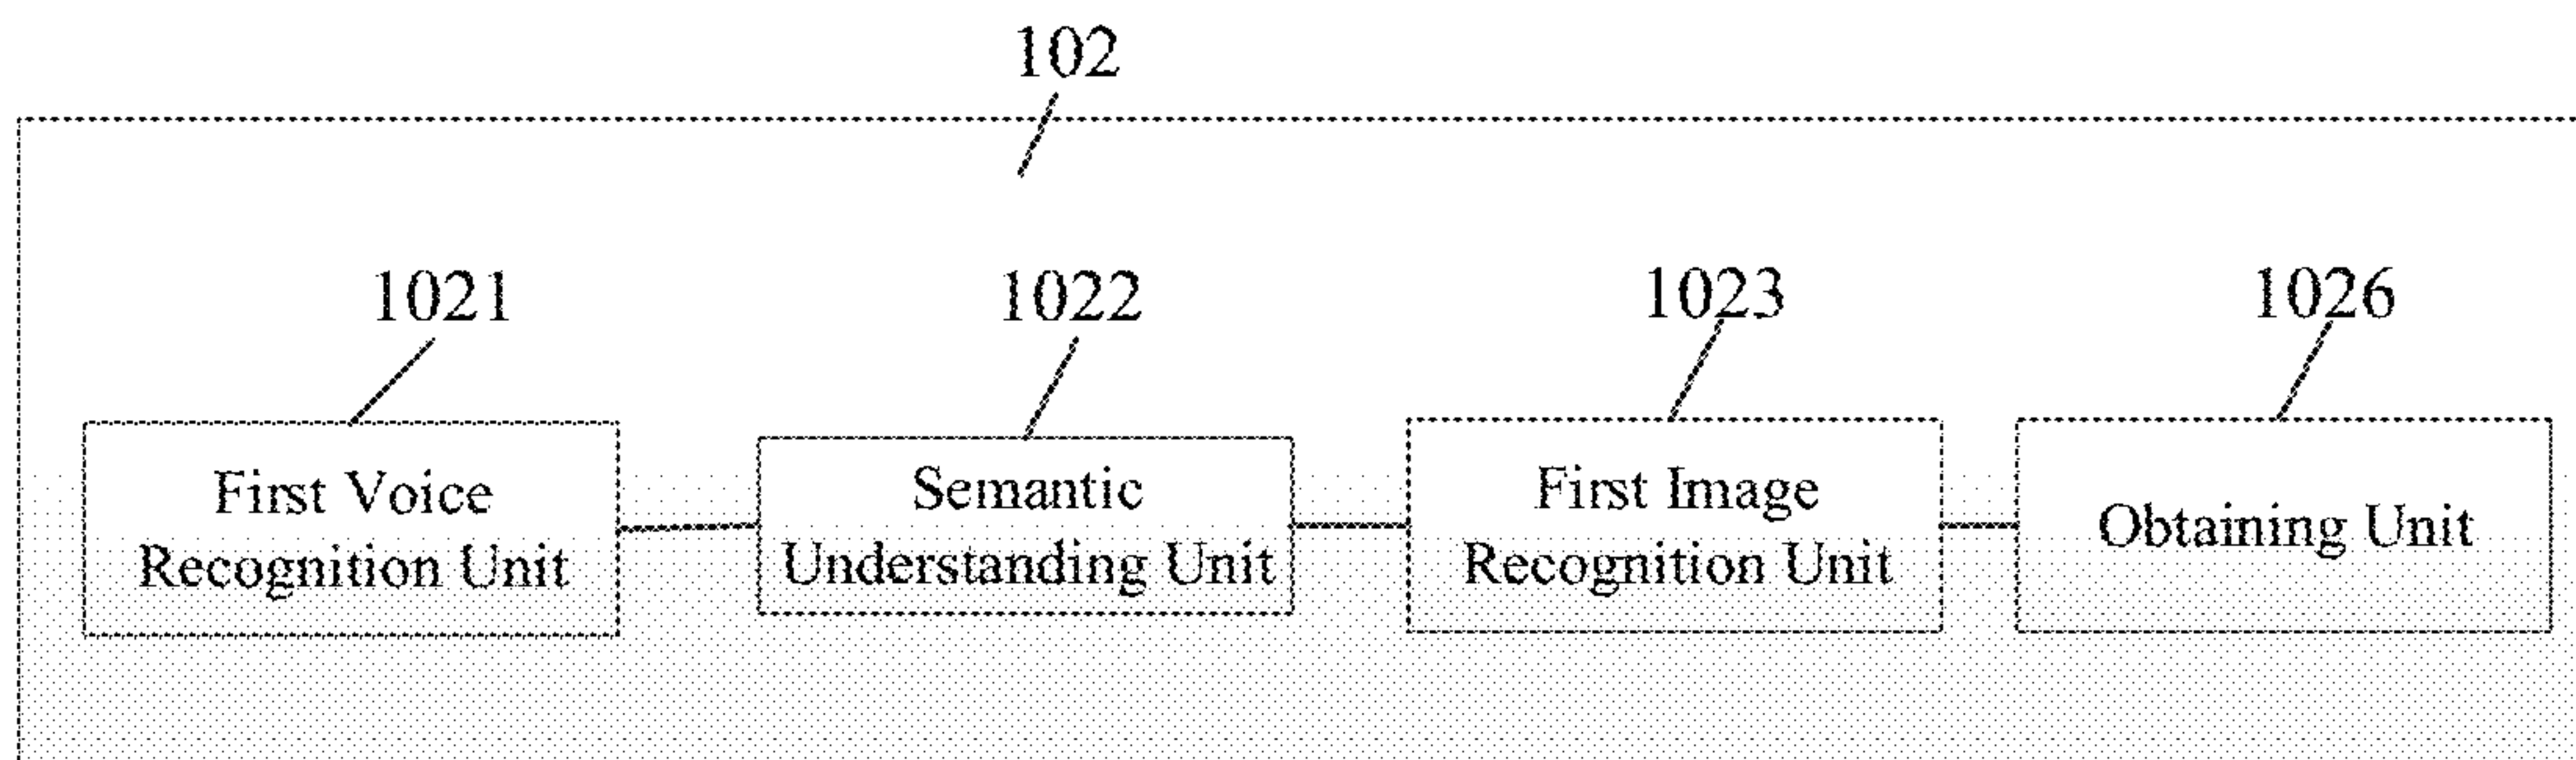 102
1021
1022
1023
1026
First Voice
Recognition Unit
Semantic
Understanding Unit
First Image
Recognition Unit
Obtaining Unit